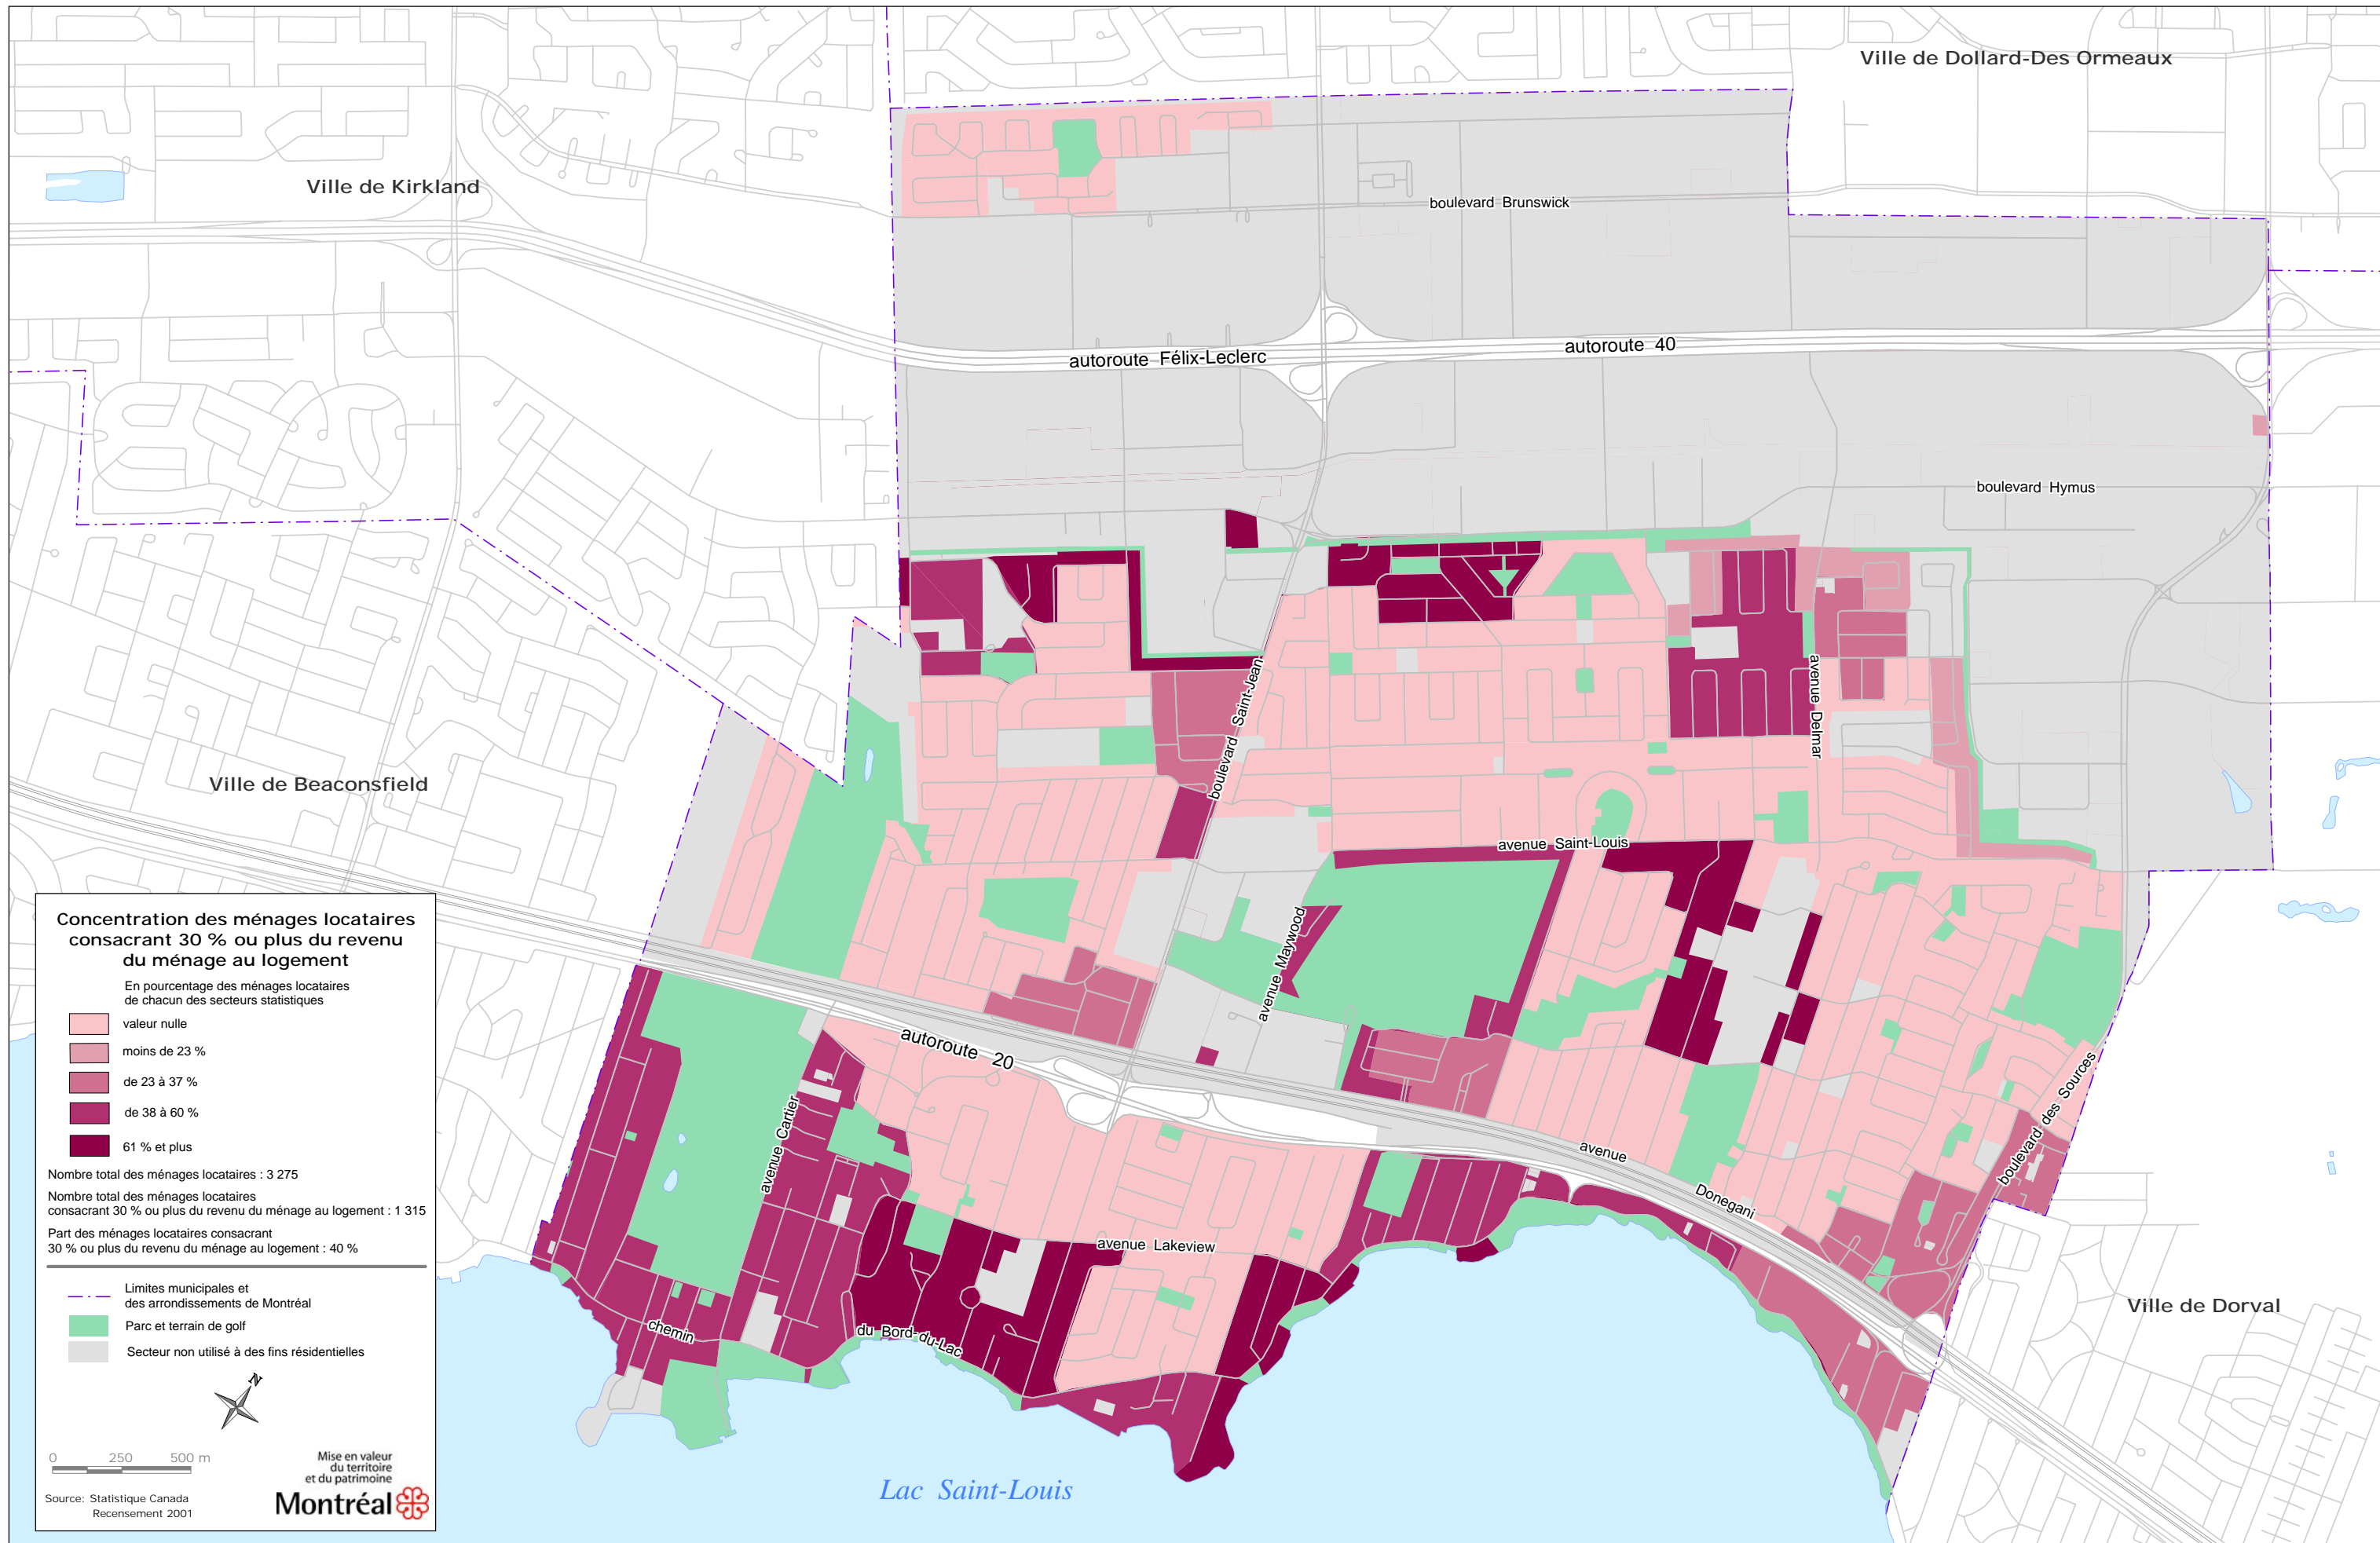 Ville de Dollard-Des Ormeaux
Ville de Kirkland
boulevard Brunswick
autoroute Félix-Leclerc
autoroute 40
boulevard Hymus
boulevard Saint-Jean
avenue Delmar
Ville de Beaconsfield
avenue Saint-Louis
avenue Maywood
autoroute 20
avenue Cartier
boulevard des Sources
avenue
Donegani
avenue Lakeview
Ville de Dorval
chemin
du Bord-du-Lac
Lac Saint-Louis
Concentration des ménages locataires
consacrant 30 % ou plus du revenu
du ménage au logement
En pourcentage des ménages locataires
de chacun des secteurs statistiques
valeur nulle
moins de 23 %
de 23 à 37 %
de 38 à 60 %
61 % et plus
Nombre total des ménages locataires : 3 275
Nombre total des ménages locataires
consacrant 30 % ou plus du revenu du ménage au logement : 1 315
Part des ménages locataires consacrant
30 % ou plus du revenu du ménage au logement : 40 %
Limites municipales et
des arrondissements de Montréal
Parc et terrain de golf
Secteur non utilisé à des fins résidentielles
N
0 250 500 m
Mise en valeur
du territoire
et du patrimoine
Montréal
Source: Statistique Canada
Recensement 2001